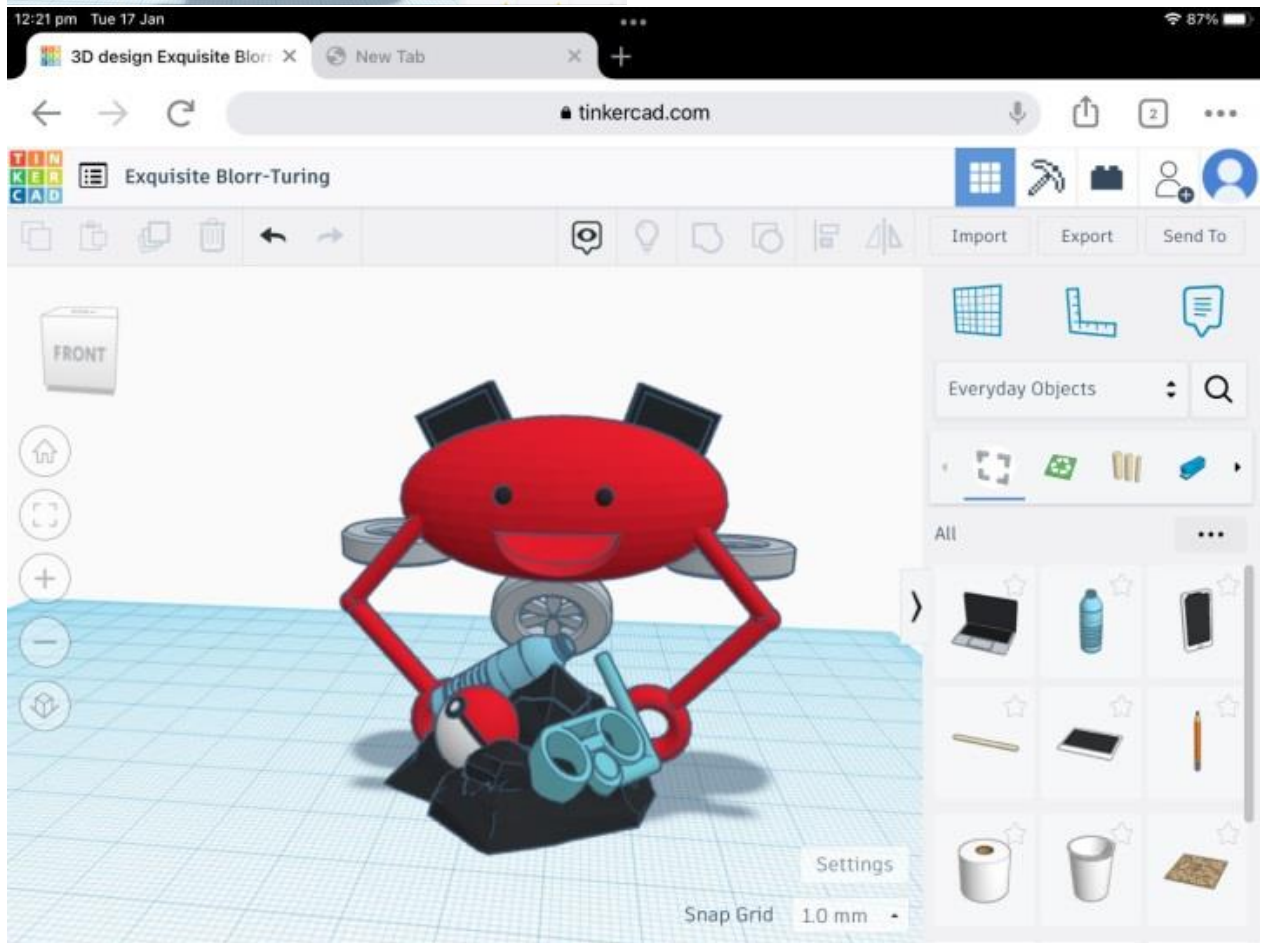 12:21 pm Tue 17 Jan
87%
3D design Exquisite Blor
New Tab
tinkercad.com
2
TIN
KER
CAD
Exquisite Blorr-Turing
Import Export Send To
FRONT
Everyday Objects
All
Settings
Snap Grid 1.0 mm